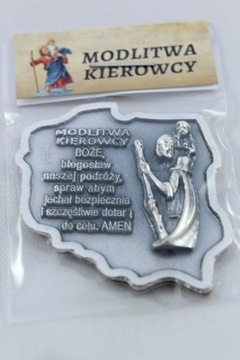 MODLITWA
KIEROWCY
MODLITWA
KIEROWCY
BOŻE,
błogosław
naszej podróży,
spraw abym
jechał bezpiecznie
i szczęśliwie dotarł
do celu. AMEN